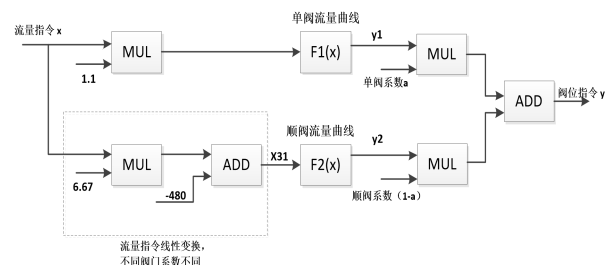 单阀流量曲线
流量指令 x
MUL
1.1
F1(x)
y1
MUL
单阀系数a
ADD
阀位指令 y
顺阀流量曲线
MUL
6.67
ADD
-480
X31
F2(x)
y2
MUL
顺阀系数（1-a）
流量指令线性变换，
不同阀门系数不同